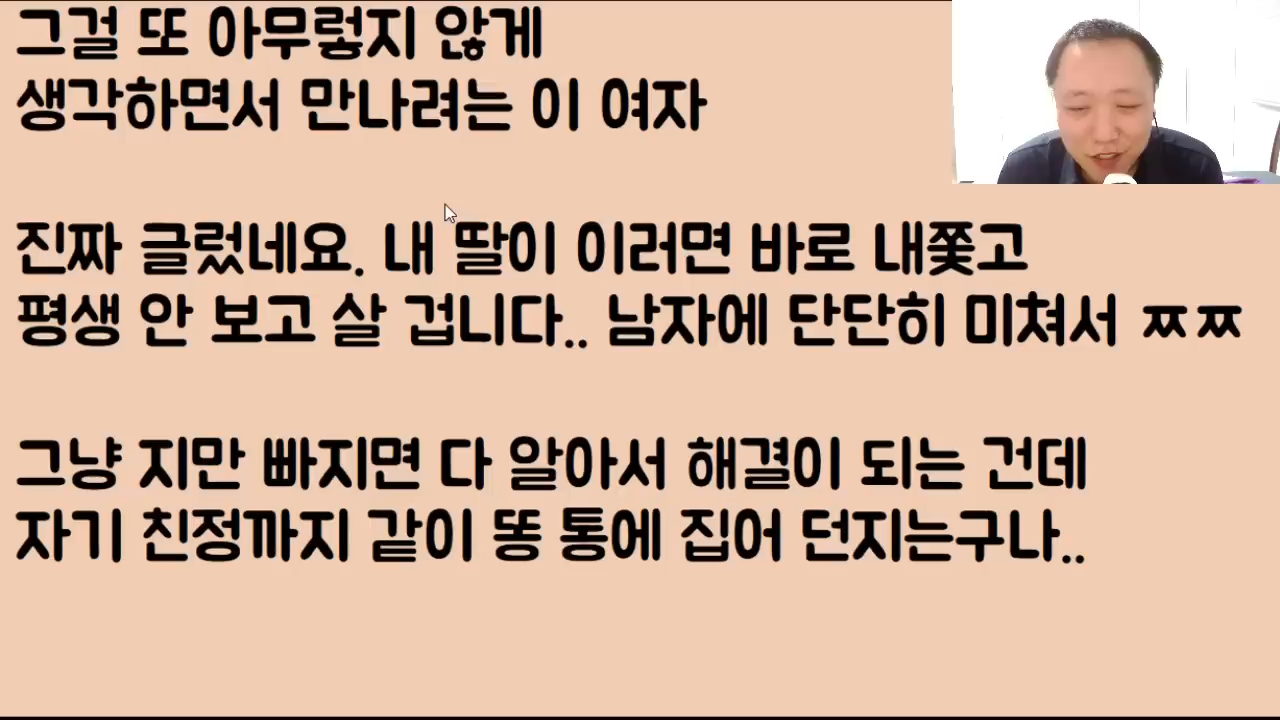 그걸 또 아무렇지 않게
생각하면서 만나려는 이 여자
진짜 글렀네요. 내 딸이 이러면 바로 내쫓고
평생 안 보고 살 겁니다.. 남자에 단단히 미쳐서 ㅉㅉ
그냥 지만 빠지면 다 알아서 해결이 되는 건데
자기 친정까지 같이 똥 통에 집어 던지는구나..